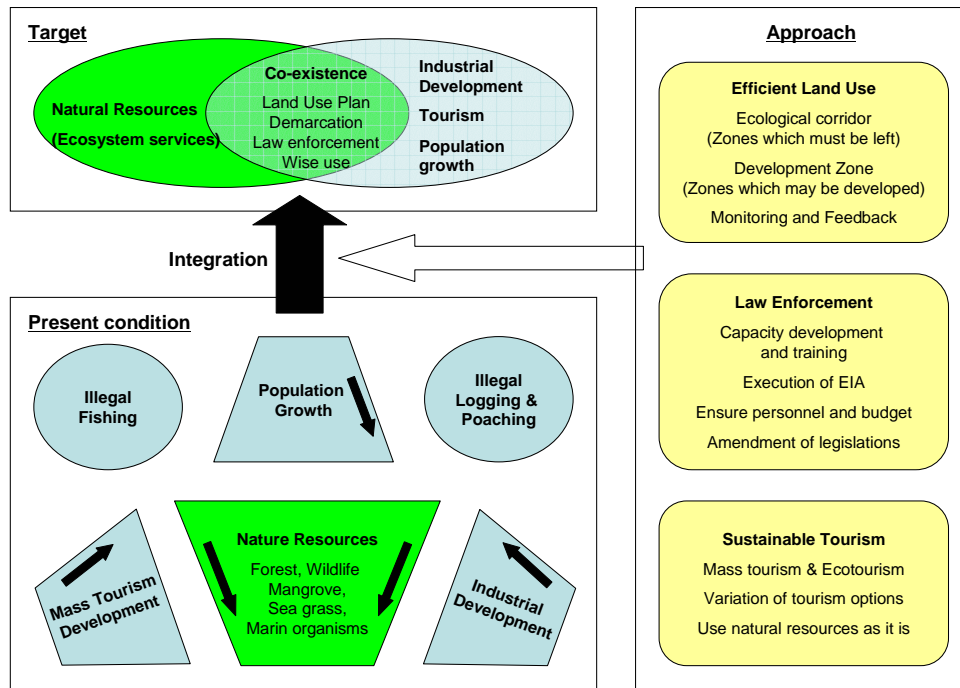 Target
Natural Resources
(Ecosystem services)
Co-existence
Land Use Plan
Demarcation
Law enforcement
Wise use
Industrial
Development
Tourism
Population
growth
Integration
Present condition
Illegal
Fishing
Population
Growth
Illegal
Logging &
Poaching
Mass Tourism
Development
Nature Resources
Forest, Wildlife
Mangrove,
Sea grass,
Marin organisms
Industrial
Development
Approach
Efficient Land Use
Ecological corridor
(Zones which must be left)
Development Zone
(Zones which may be developed)
Monitoring and Feedback
Law Enforcement
Capacity development
and training
Execution of EIA
Ensure personnel and budget
Amendment of legislations
Sustainable Tourism
Mass tourism & Ecotourism
Variation of tourism options
Use natural resources as it is